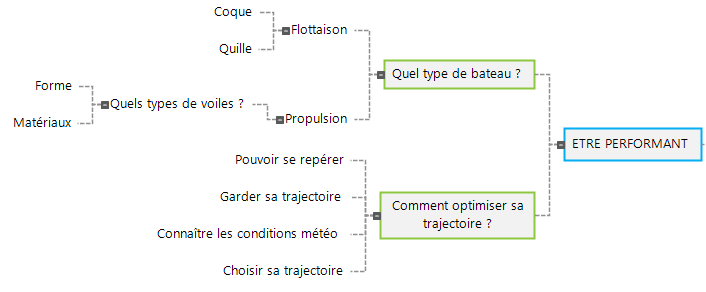 Coque
Flottaison
Quille
Quel type de bateau ?
Forme
Quels types de voiles ?
Matériaux
Propulsion
ETRE PERFORMANT
Pouvoir se repérer
Garder sa trajectoire
Comment optimiser sa
trajectoire ?
Connaître les conditions météo
Choisir sa trajectoire